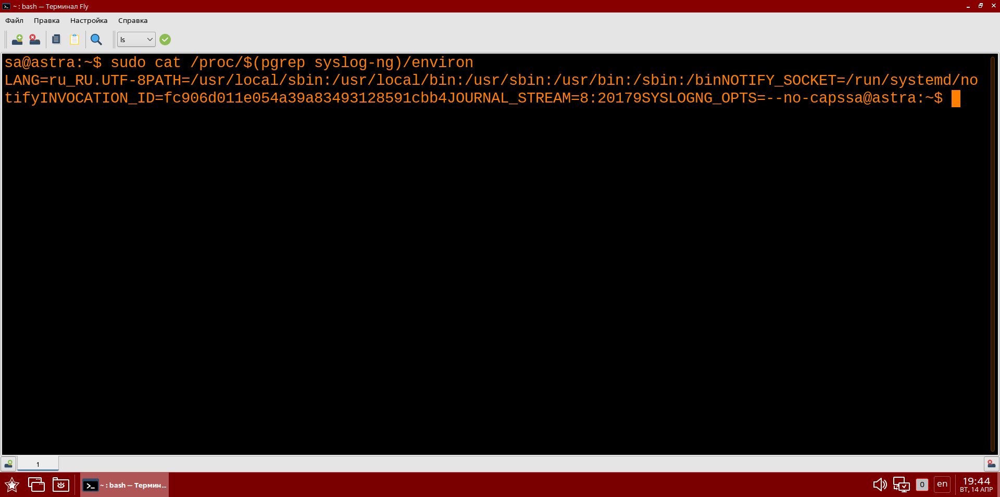 ~ : bash — Терминал Fly
Файл Правка Настройка Справка
ls
sa@astra:~$ sudo cat /proc/$(pgrep syslog-ng)/environ
LANG=ru_RU.UTF-8PATH=/usr/local/sbin:/usr/local/bin:/usr/sbin:/usr/bin:/sbin:/binNOTIFY_SOCKET=/run/systemd/no
tifyINVOCATION_ID=fc906d011e054a39a83493128591cbb4JOURNAL_STREAM=8:20179SYSLOGNG_OPTS=--no-capssa@astra:~$
1
~ : bash — Термин...
0
en
19:44
ВТ, 14 АПР